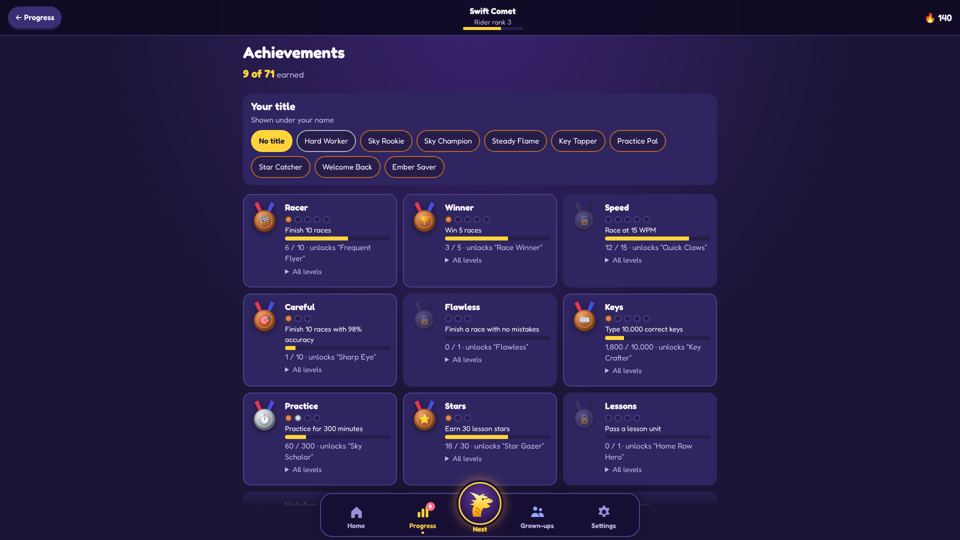 ← Progress
Swift Comet
Rider rank 3
140
Achievements
9 of 71 earned
Your title
Shown under your name
No title
Hard Worker
Sky Rookie
Sky Champion
Steady Flame
Key Tapper
Practice Pal
Star Catcher
Welcome Back
Ember Saver
Racer
Finish 10 races
6 / 10 · unlocks "Frequent
Flyer"
▶ All levels
Winner
Win 5 races
3 / 5 · unlocks "Race Winner"
▶ All levels
Speed
Race at 15 WPM
12 / 15 · unlocks "Quick Claws"
▶ All levels
Careful
Finish 10 races with 98%
accuracy
1 / 10 · unlocks "Sharp Eye"
▶ All levels
Flawless
Finish a race with no mistakes
0 / 1 · unlocks "Flawless"
▶ All levels
Keys
Type 10,000 correct keys
1,800 / 10,000 · unlocks "Key
Crafter"
▶ All levels
Practice
Practice for 300 minutes
60 / 300 · unlocks "Sky
Scholar"
▶ All levels
Stars
Earn 30 lesson stars
18 / 30 · unlocks "Star Gazer"
▶ All levels
Lessons
Pass a lesson unit
0 / 1 · unlocks "Home Row
Hero"
▶ All levels
Home
Progress
Nest
Grown-ups
Settings